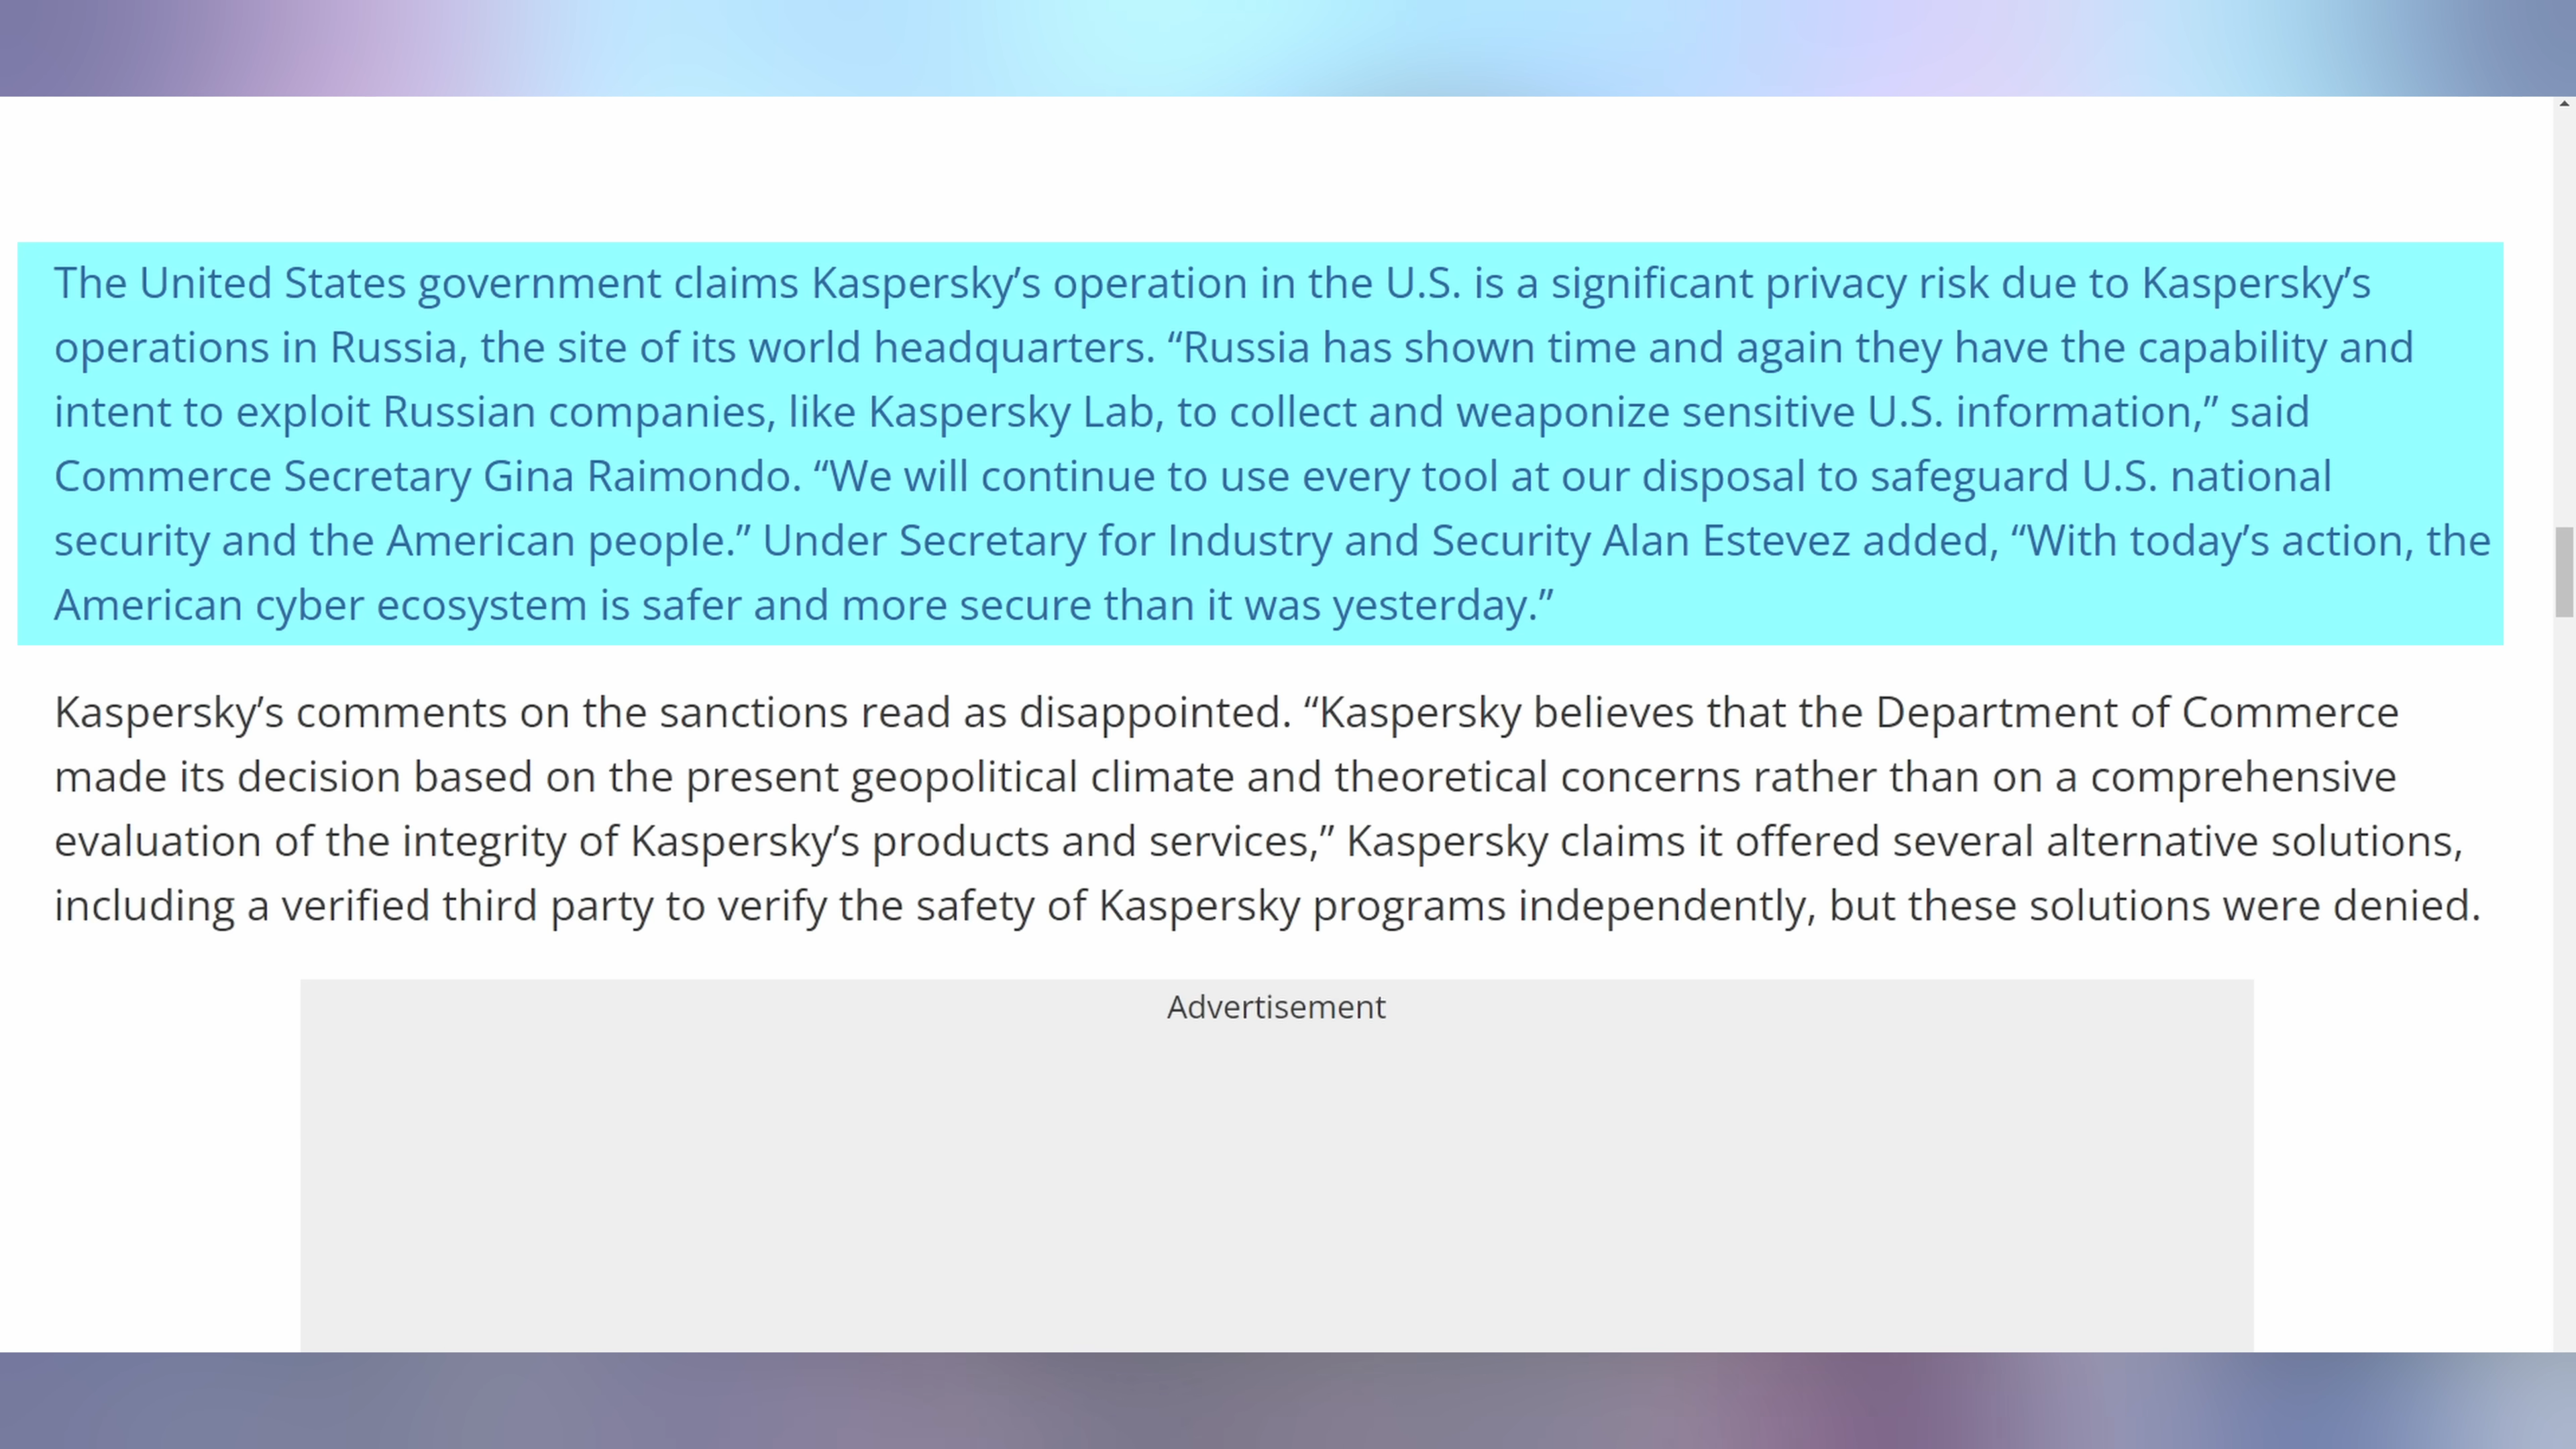 The United States government claims Kaspersky’s operation in the U.S. is a significant privacy risk due to Kaspersky’s
operations in Russia, the site of its world headquarters. “Russia has shown time and again they have the capability and
intent to exploit Russian companies, like Kaspersky Lab, to collect and weaponize sensitive U.S. information,” said
Commerce Secretary Gina Raimondo. “We will continue to use every tool at our disposal to safeguard U.S. national
security and the American people.” Under Secretary for Industry and Security Alan Estevez added, “With today’s action, the
American cyber ecosystem is safer and more secure than it was yesterday.”
Kaspersky’s comments on the sanctions read as disappointed. “Kaspersky believes that the Department of Commerce
made its decision based on the present geopolitical climate and theoretical concerns rather than on a comprehensive
evaluation of the integrity of Kaspersky’s products and services,” Kaspersky claims it offered several alternative solutions,
including a verified third party to verify the safety of Kaspersky programs independently, but these solutions were denied.
Advertisement